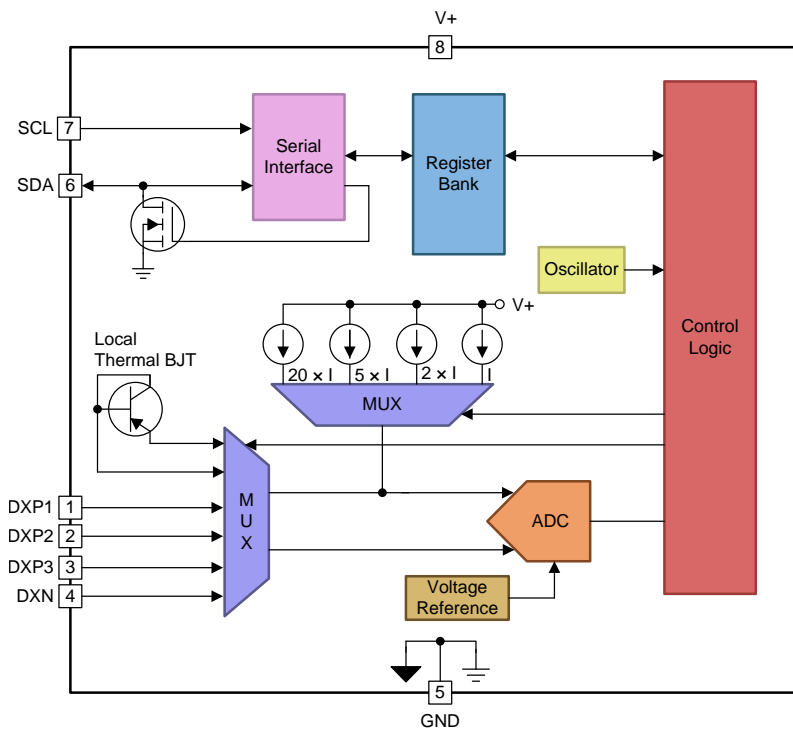 V+
8
SCL
7
SDA
6
Serial
Interface
Register
Bank
Oscillator
Control
Logic
V+
20 × I
5 × I
2 × I
I
MUX
Local
Thermal BJT
M
U
X
DXP1
1
DXP2
2
DXP3
3
DXN
4
ADC
Voltage
Reference
5
GND